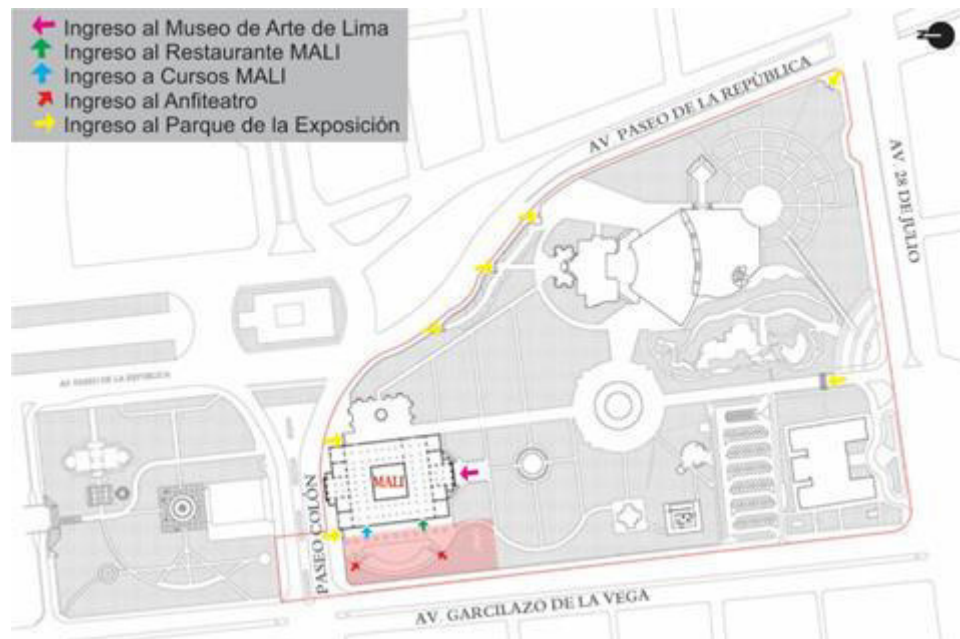 Ingreso al Museo de Arte de Lima
Ingreso al Restaurante MALI
Ingreso a Cursos MALI
Ingreso al Anfiteatro
Ingreso al Parque de la Exposición
N
AV PASEO DE LA REPÚBLICA
AV. 28 DE JULIO
AV. PASEO DE LA REPÚBLICA
MALI
PASEO COLÓN
AV. GARCILAZO DE LA VEGA